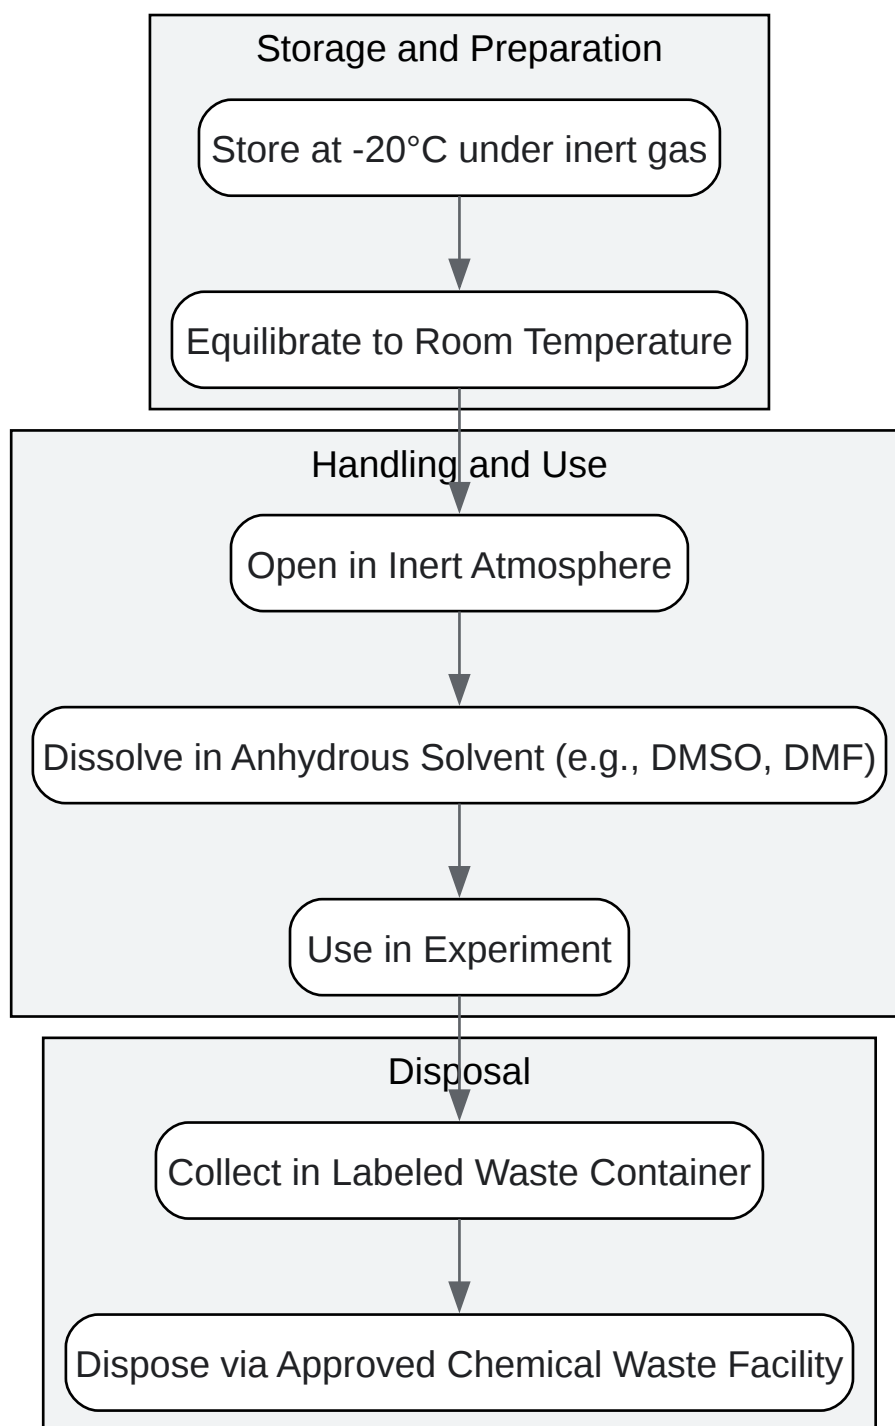 Storage and Preparation
Store at -20°C under inert gas
Equilibrate to Room Temperature
Handling and Use
Open in Inert Atmosphere
Dissolve in Anhydrous Solvent (e.g., DMSO, DMF)
Use in Experiment
Disposal
Collect in Labeled Waste Container
Dispose via Approved Chemical Waste Facility